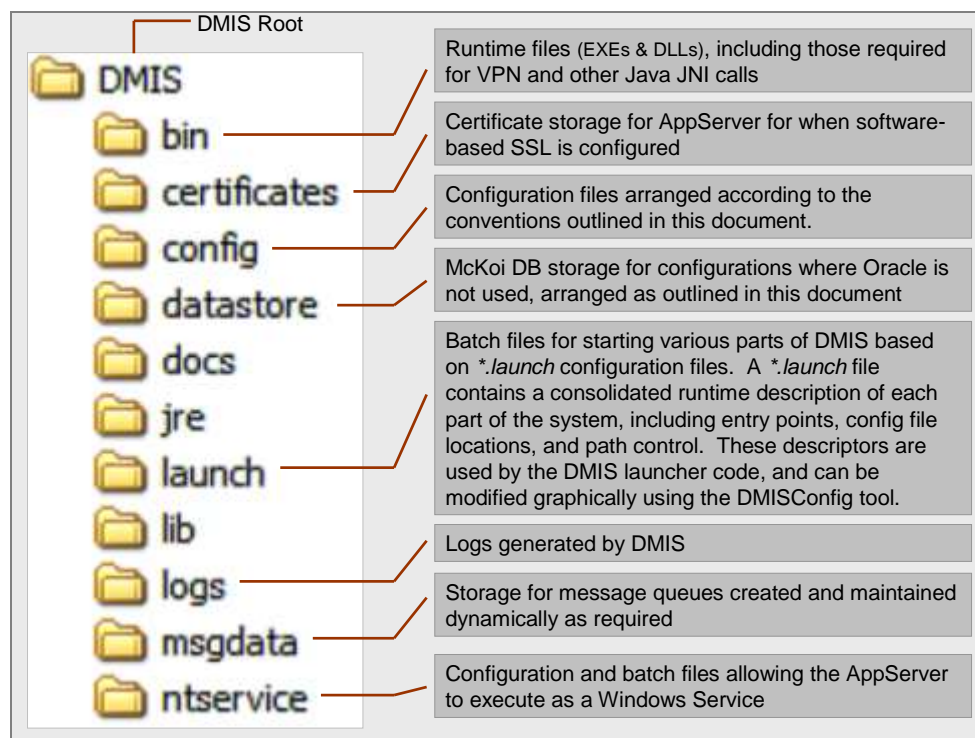 DMIS Root
DMIS
bin
certificates
config
datastore
docs
jre
launch
lib
logs
msgdata
ntservice
Runtime files (EXEs & DLLs), including those required
for VPN and other Java JNI calls
Certificate storage for AppServer for when software-
based SSL is configured
Configuration files arranged according to the
conventions outlined in this document.
McKoi DB storage for configurations where Oracle is
not used, arranged as outlined in this document
Batch files for starting various parts of DMIS based
on *.launch configuration files.  A *.launch file
contains a consolidated runtime description of each
part of the system, including entry points, config file
locations, and path control.  These descriptors are
used by the DMIS launcher code, and can be
modified graphically using the DMISConfig tool.
Logs generated by DMIS
Storage for message queues created and maintained
dynamically as required
Configuration and batch files allowing the AppServer
to execute as a Windows Service